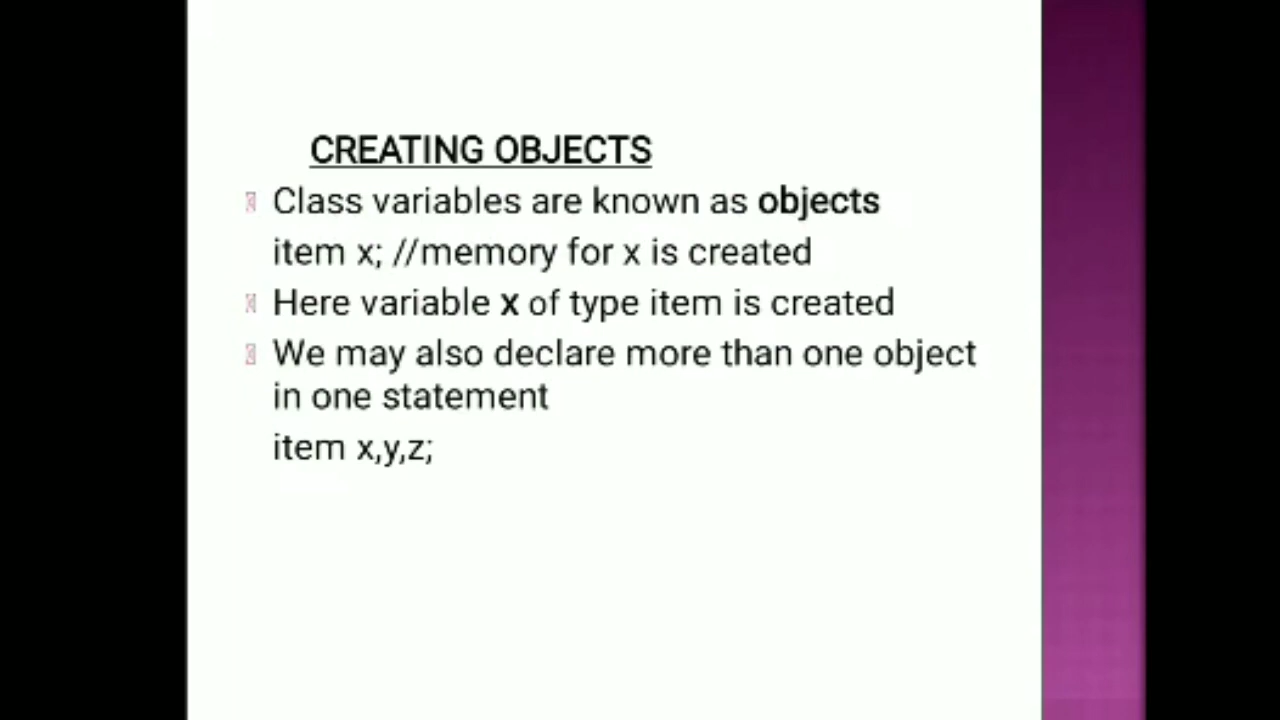 CREATING OBJECTS
Class variables are known as objects
item x; //memory for x is created
Here variable x of type item is created
We may also declare more than one object
in one statement
item x,y,z;